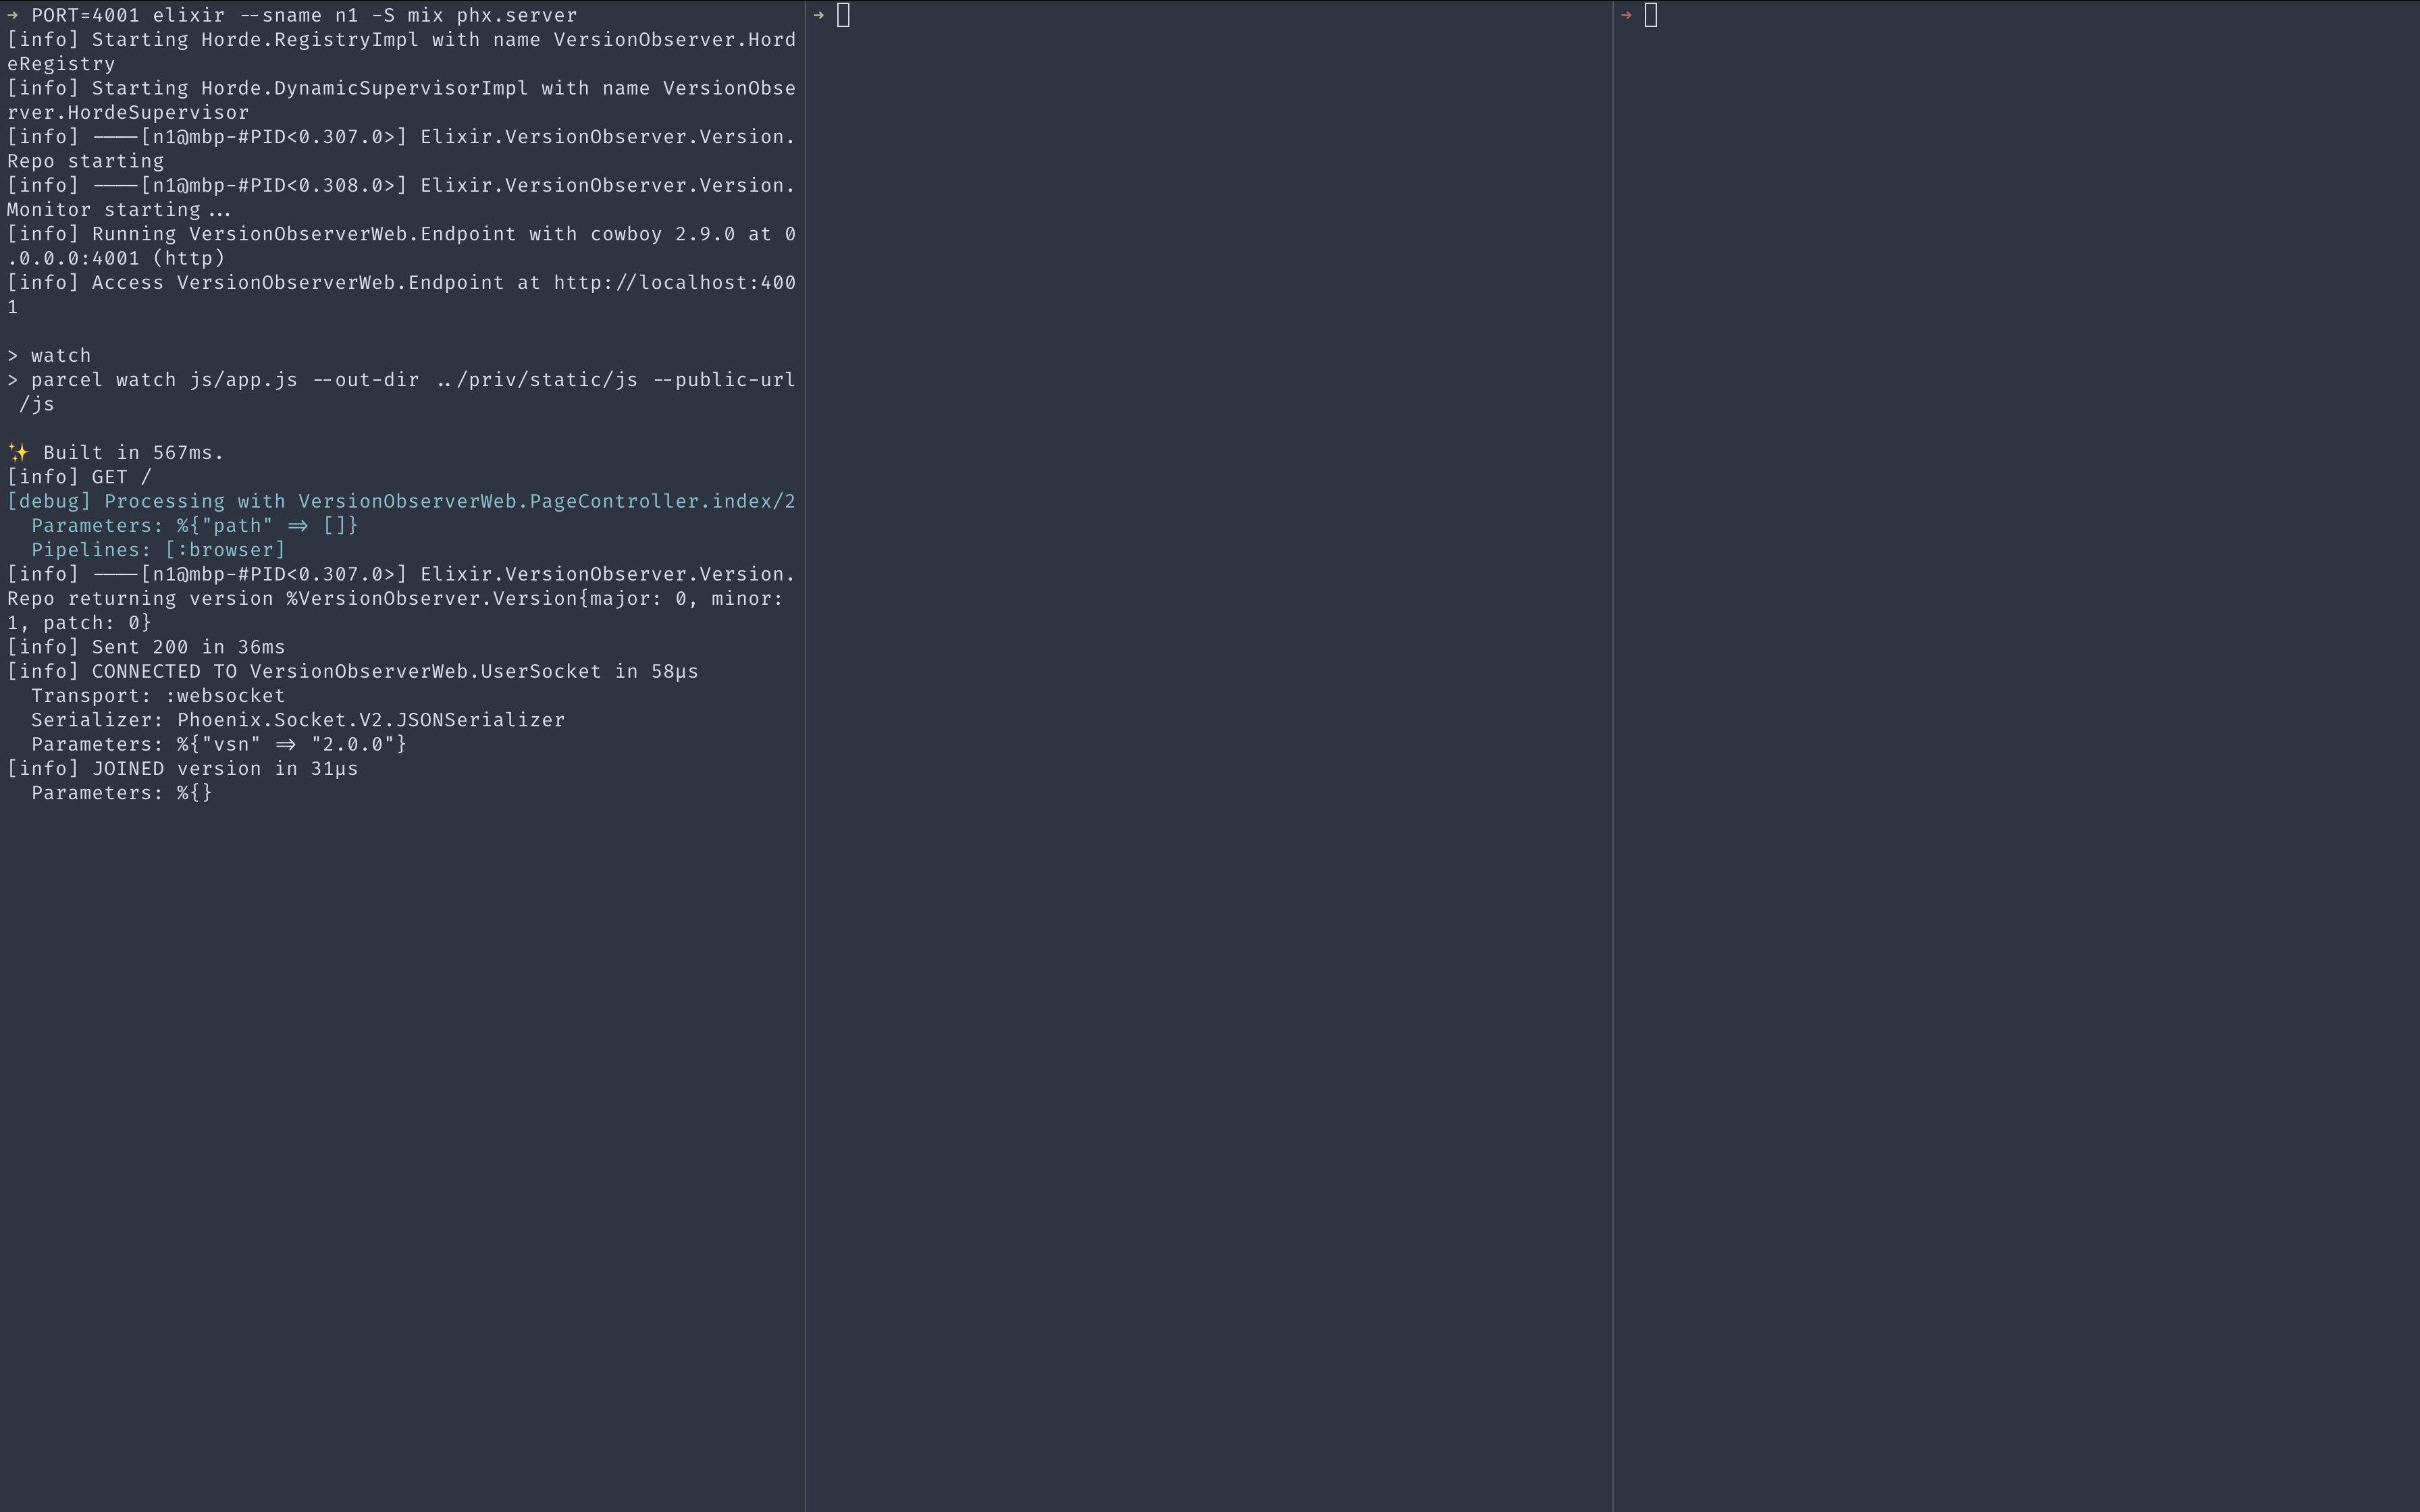 ➜ PORT=4001 elixir --sname n1 -S mix phx.server
[info] Starting Horde.RegistryImpl with name VersionObserver.Hord
eRegistry
[info] Starting Horde.DynamicSupervisorImpl with name VersionObse
rver.HordeSupervisor
[info] ----[n1@mbp-#PID<0.307.0>] Elixir.VersionObserver.Version.
Repo starting
[info] ----[n1@mbp-#PID<0.308.0>] Elixir.VersionObserver.Version.
Monitor starting...
[info] Running VersionObserverWeb.Endpoint with cowboy 2.9.0 at 0
.0.0.0:4001 (http)
[info] Access VersionObserverWeb.Endpoint at http://localhost:400
1
> watch
> parcel watch js/app.js --out-dir ../priv/static/js --public-url
 /js
✨ Built in 567ms.
[info] GET /
[debug] Processing with VersionObserverWeb.PageController.index/2
  Parameters: %{"path" => []}
  Pipelines: [:browser]
[info] ----[n1@mbp-#PID<0.307.0>] Elixir.VersionObserver.Version.
Repo returning version %VersionObserver.Version{major: 0, minor:
1, patch: 0}
[info] Sent 200 in 36ms
[info] CONNECTED TO VersionObserverWeb.UserSocket in 58µs
  Transport: :websocket
  Serializer: Phoenix.Socket.V2.JSONSerializer
  Parameters: %{"vsn" => "2.0.0"}
[info] JOINED version in 31µs
  Parameters: %{}
➜
➜